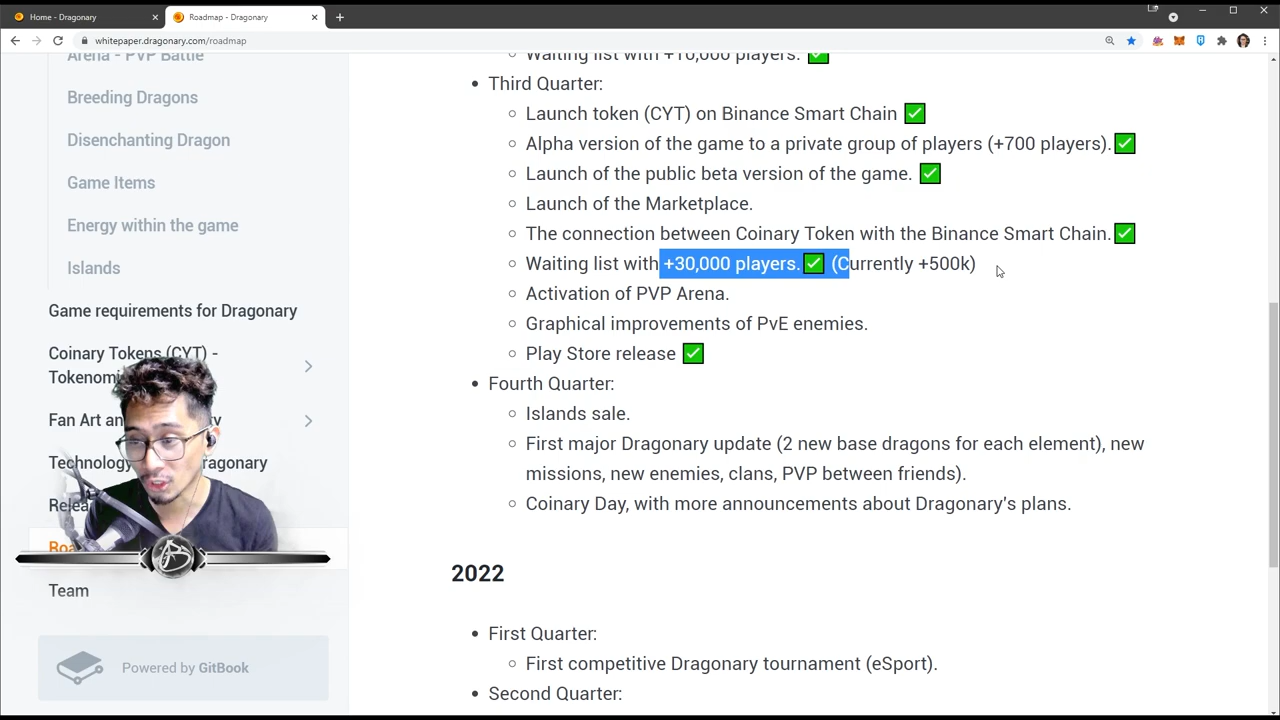 Home - Dragonary
Roadmap - Dragonary
whitepaper.dragonary.com/roadmap
Arena - PVP Battle
Breeding Dragons
Disenchanting Dragon
Game Items
Energy within the game
Islands
Game requirements for Dragonary
Coinary Tokens (CYT) -
Fan Art an
Technology
ragonary
Team
Powered by GitBook
Waiting list with +10,000 players. ✅
Third Quarter:
Launch token (CYT) on Binance Smart Chain ✅
Alpha version of the game to a private group of players (+700 players). ✅
Launch of the public beta version of the game. ✅
Launch of the Marketplace.
The connection between Coinary Token with the Binance Smart Chain. ✅
Waiting list with +30,000 players. ✅ (Currently +500k)
Activation of PVP Arena.
Graphical improvements of PvE enemies.
Play Store release ✅
Fourth Quarter:
Islands sale.
First major Dragonary update (2 new base dragons for each element), new
missions, new enemies, clans, PVP between friends).
Coinary Day, with more announcements about Dragonary's plans.
2022
First Quarter:
First competitive Dragonary tournament (eSport).
Second Quarter: